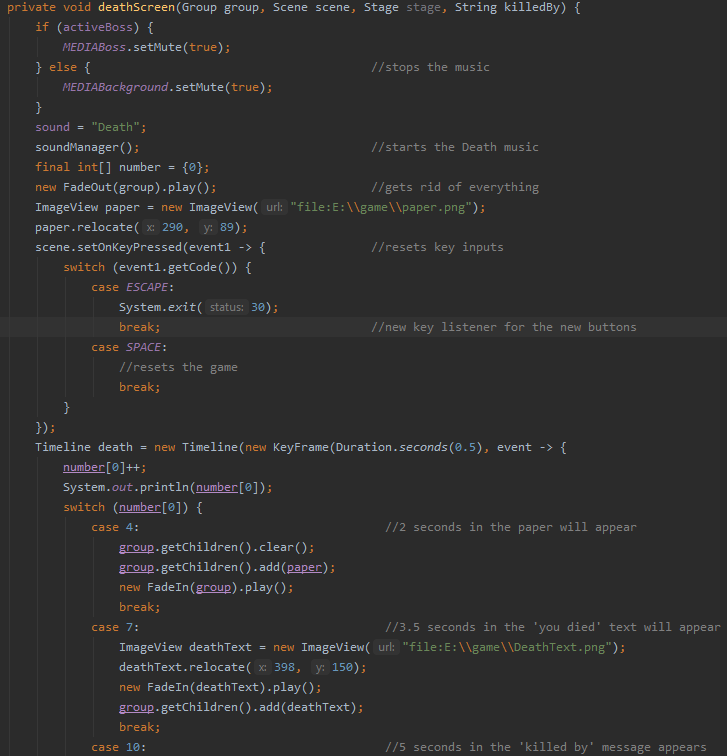 private void deathScreen(Group group, Scene scene, Stage stage, String killedBy) {
if (activeBoss) {
MEDIABoss.setMute(true);
} else { //stops the music
MEDIABackground.setMute(true);
}
sound = "Death";
soundManager(); //starts the Death music
final int[] number = {0};
new FadeOut(group).play(); //gets rid of everything
ImageView paper = new ImageView( url: "file:E:\\game\\paper.png");
paper.relocate( x: 290, y: 89);
scene.setOnKeyPressed(event1 -> { //resets key inputs
switch (event1.getCode()) {
case ESCAPE:
System.exit( status: 30);
break; //new key listener for the new buttons
case SPACE:
//resets the game
break;
}
});
Timeline death = new Timeline(new KeyFrame(Duration.seconds(0.5), event -> {
number[0]++;
System.out.println(number[0]);
switch (number[0]) {
case 4: //2 seconds in the paper will appear
group.getChildren().clear();
group.getChildren().add(paper);
new FadeIn(group).play();
break;
case 7: //3.5 seconds in the 'you died' text will appear
ImageView deathText = new ImageView( url: "file:E:\\game\\DeathText.png");
deathText.relocate( x: 398, y: 150);
new FadeIn(deathText).play();
group.getChildren().add(deathText);
break;
case 10: //5 seconds in the 'killed by' message appears